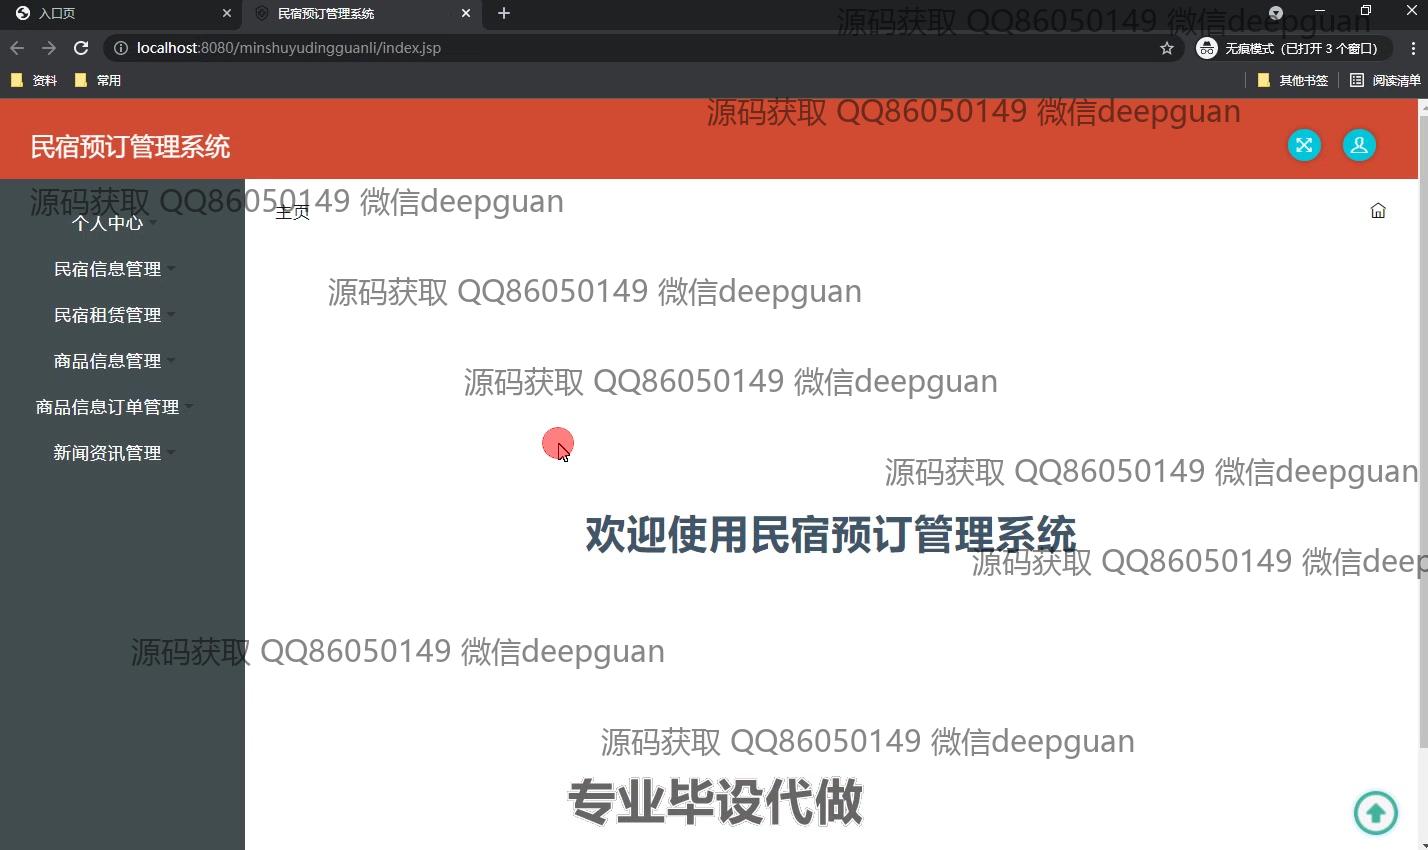 入口页
民宿预订管理系统
源码获取 QQ86050149 微信deepguan
localhost:8080/minshuyudingguanli/index.jsp
无痕模式（已打开 3 个窗口）
资料
常用
其他书签
阅读清单
源码获取 QQ86050149 微信deepguan
民宿预订管理系统
源码获取 QQ86050149 微信deepguan
主页
个人中心
民宿信息管理
源码获取 QQ86050149 微信deepguan
民宿租赁管理
商品信息管理
源码获取 QQ86050149 微信deepguan
商品信息订单管理
新闻资讯管理
源码获取 QQ86050149 微信deepguan
欢迎使用民宿预订管理系统
源码获取 QQ86050149 微信deep
源码获取 QQ86050149 微信deepguan
源码获取 QQ86050149 微信deepguan
专业毕设代做